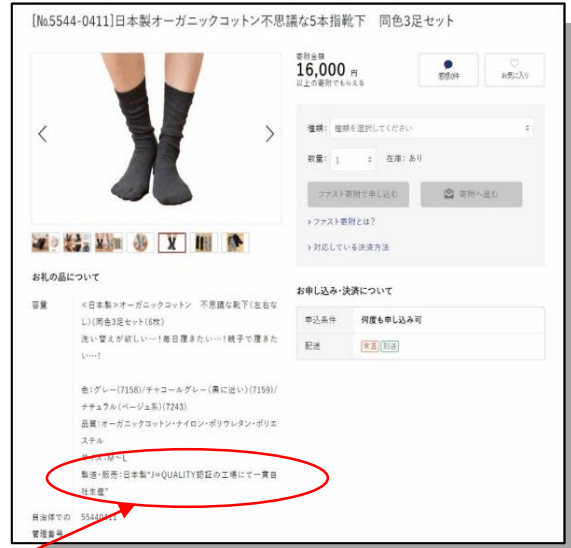 [№5544-0411]日本製オーガニックコットン不思議な5本指靴下　同色3足セット
寄附金額
16,000 円
以上の寄附でもらえる
感想0件
お気に入り
種類: 種類を選択してください
数量: 1 在庫: あり
ファスト寄附で申し込む
寄附へ進む
›ファスト寄附とは?
›対応している決済方法
お礼の品について
容量
≪日本製≫オーガニックコットン　不思議な靴下(左右な
し)(同色3足セット(6枚)
洗い替えが欲しい…!毎日履きたい…!親子で履きた
い…!
色:グレー(7158)/チャコールグレー(黒に近い)(7159)/
ナチュラル(ベージュ系)(7243)
品質:オーガニックコットン・ナイロン・ポリウレタン・ポリエ
ステル
サイズ:M〜L
製造・販売:日本製"J∞QUALITY認証の工場にて一貫自
社生産"
自治体での
管理番号
55440411
お申し込み・決済について
申込条件 何度も申し込み可
配送 常温 別送